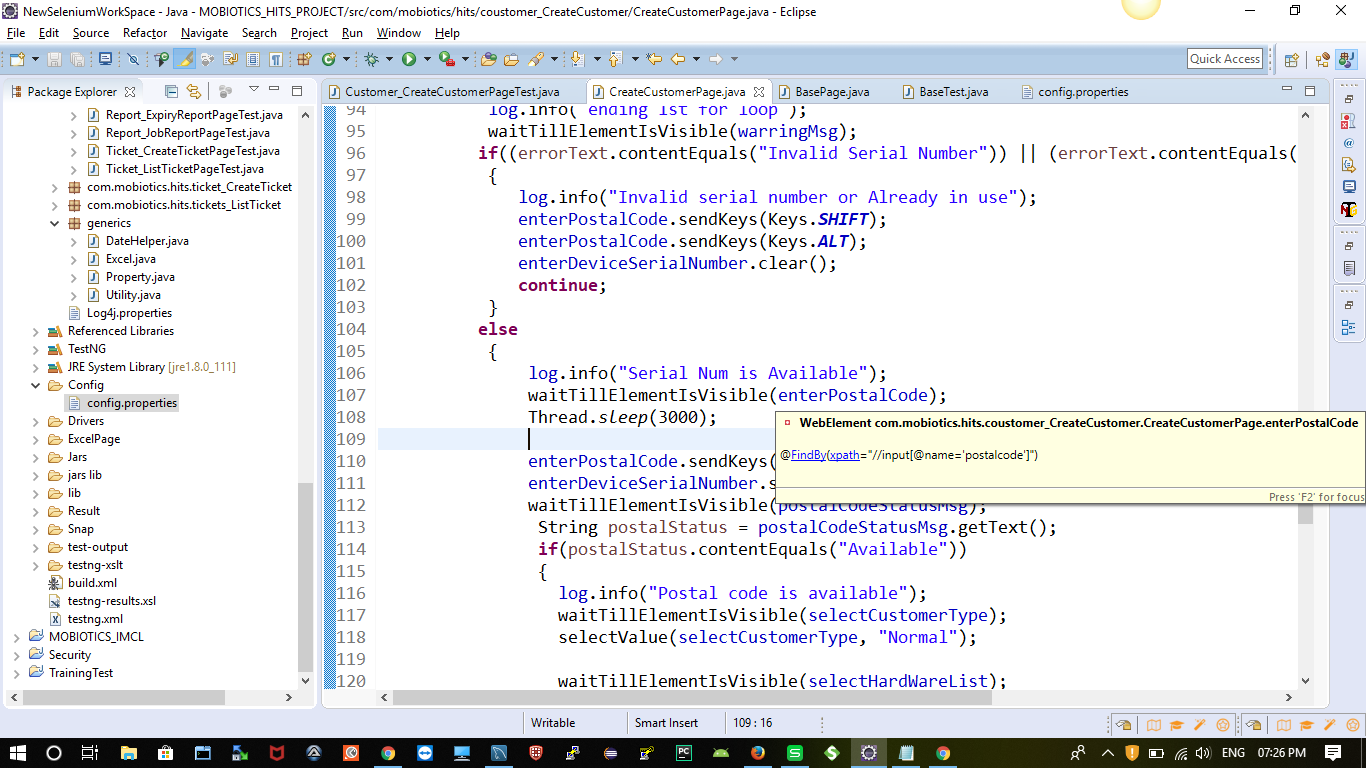 NewSeleniumWorkSpace - Java - MOBIOTICS_HITS_PROJECT/src/com/mobiotics/hits/coustomer_CreateCustomer/CreateCustomerPage.java - Eclipse
File Edit Source Refactor Navigate Search Project Run Window Help
Quick Access
Package Explorer
Customer_CreateCustomerPageTest.java CreateCustomerPage.java BasePage.java BaseTest.java config.properties
Report_ExpiryReportPageTest.java
Report_JobReportPageTest.java
Ticket_CreateTicketPageTest.java
Ticket_ListTicketPageTest.java
com.mobiotics.hits.ticket_CreateTicket
com.mobiotics.hits.tickets_ListTicket
generics
DateHelper.java
Excel.java
Property.java
Utility.java
Log4j.properties
Referenced Libraries
TestNG
JRE System Library [jre1.8.0_111]
Config
config.properties
Drivers
ExcelPage
Jars
jars lib
lib
Result
Snap
test-output
testng-xslt
build.xml
testng-results.xsl
testng.xml
MOBIOTICS_IMCL
Security
TrainingTest
94 log.info("ending 1st for loop");
95 waitTillElementIsVisible(warringMsg);
96 if((errorText.contentEquals("Invalid Serial Number")) || (errorText.contentEquals(
97 {
98 log.info("Invalid serial number or Already in use");
99 enterPostalCode.sendKeys(Keys.SHIFT);
100 enterPostalCode.sendKeys(Keys.ALT);
101 enterDeviceSerialNumber.clear();
102 continue;
103 }
104 else
105 {
106 log.info("Serial Num is Available");
107 waitTillElementIsVisible(enterPostalCode);
108 Thread.sleep(3000);
109
110 enterPostalCode.sendKeys(
111 enterDeviceSerialNumber.s
112 waitTillElementIsVisible(postalCodeStatusMsg);
113 String postalStatus = postalCodeStatusMsg.getText();
114 if(postalStatus.contentEquals("Available"))
115 {
116 log.info("Postal code is available");
117 waitTillElementIsVisible(selectCustomerType);
118 selectValue(selectCustomerType, "Normal");
119
120 waitTillElementIsVisible(selectHardWareList);
WebElement com.mobiotics.hits.coustomer_CreateCustomer.CreateCustomerPage.enterPostalCode
@FindBy(xpath="//input[@name='postalcode']")
Press 'F2' for focus
Writable Smart Insert 109 : 16
ENG 07:26 PM